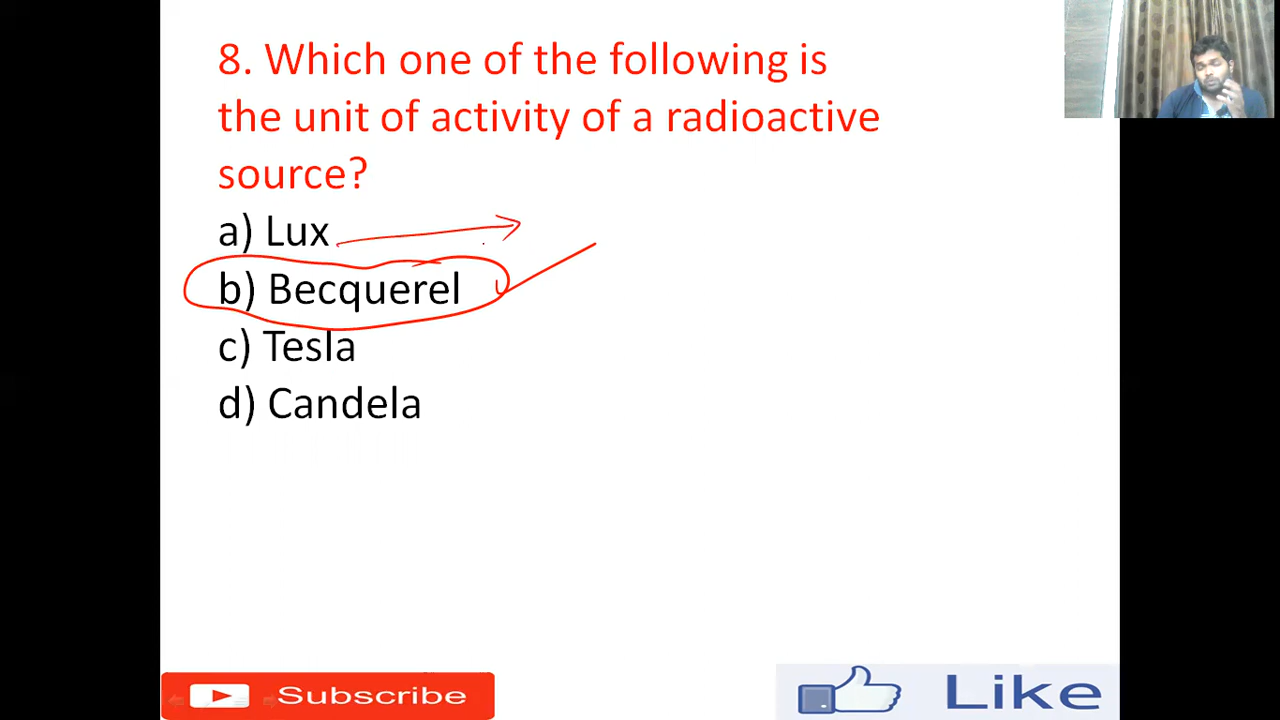 8. Which one of the following is
the unit of activity of a radioactive
source?
a) Lux
b) Becquerel
c) Tesla
d) Candela
Subscribe
Like